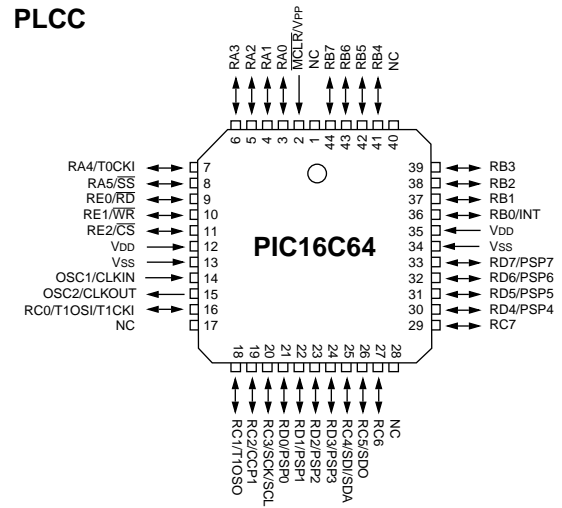 PLCC
RA3
RA2
RA1
RA0
MCLR/VPP
NC
RB7
RB6
RB5
RB4
NC
6
5
4
3
2
1
44
43
42
41
40
RA4/T0CKI 7
RA5/SS 8
RE0/RD 9
RE1/WR 10
RE2/CS 11
VDD 12
VSS 13
OSC1/CLKIN 14
OSC2/CLKOUT 15
RC0/T1OSI/T1CKI 16
NC 17
PIC16C64
39 RB3
38 RB2
37 RB1
36 RB0/INT
35 VDD
34 VSS
33 RD7/PSP7
32 RD6/PSP6
31 RD5/PSP5
30 RD4/PSP4
29 RC7
18
19
20
21
22
23
24
25
26
27
28
RC1/T1OSO
RC2/CCP1
RC3/SCK/SCL
RD0/PSP0
RD1/PSP1
RD2/PSP2
RD3/PSP3
RC4/SDI/SDA
RC5/SDO
RC6
NC